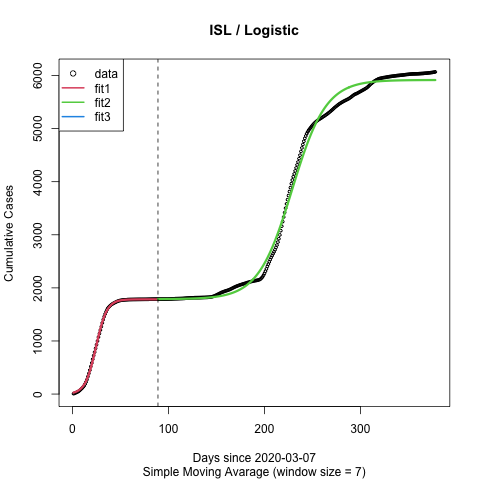 ISL / Logistic
data
fit1
fit2
fit3
Cumulative Cases
6000
5000
4000
3000
2000
1000
0
0 100 200 300
Days since 2020-03-07
Simple Moving Avarage (window size = 7)